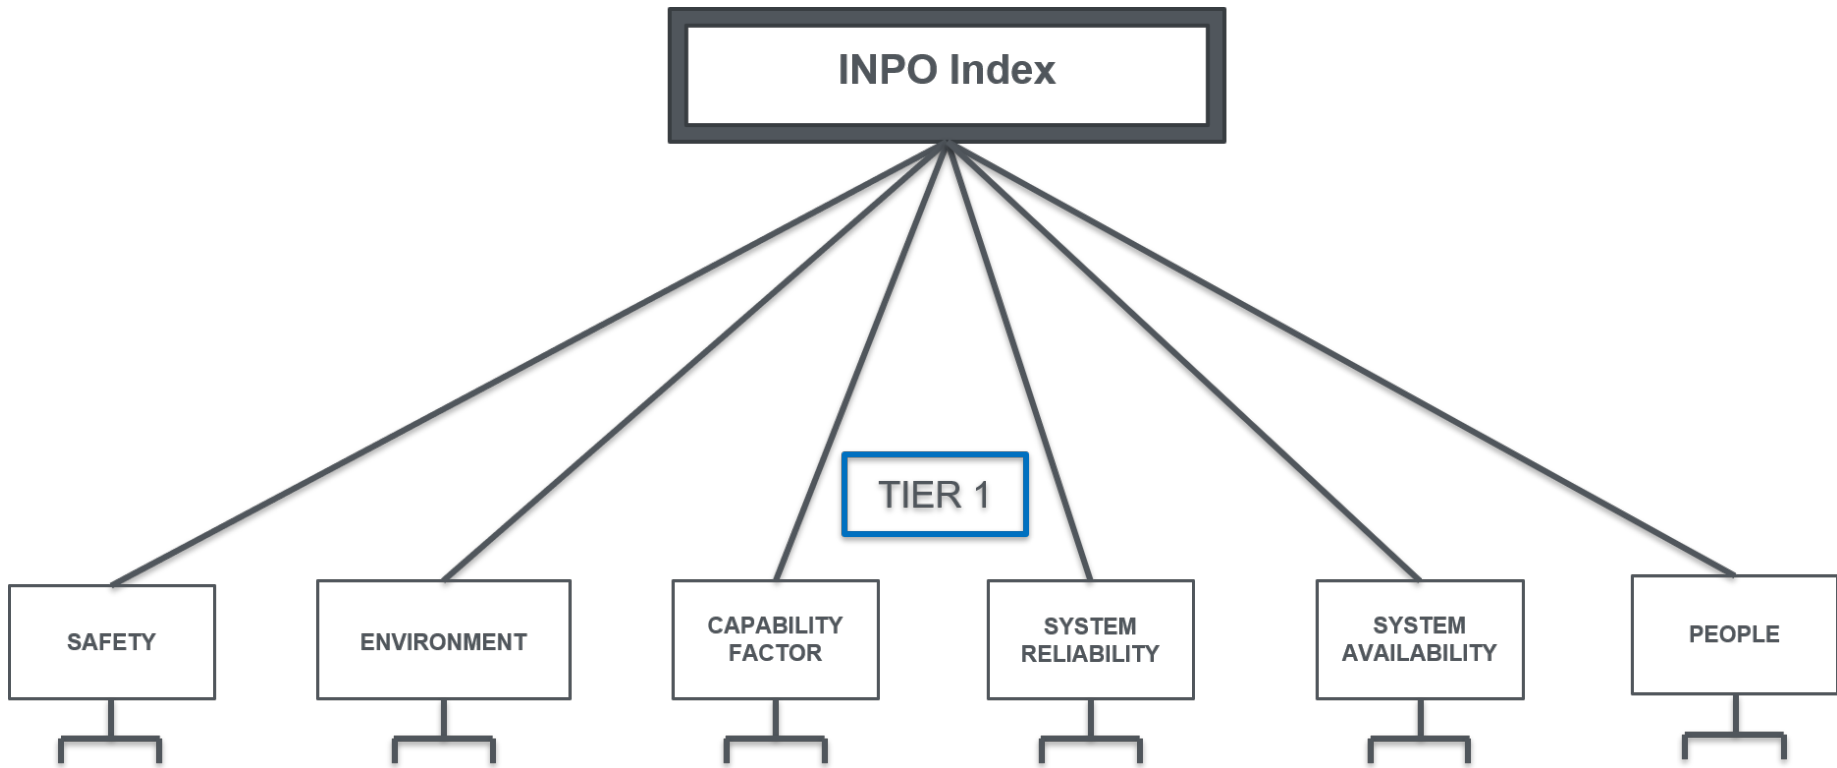 INPO Index
TIER 1
SAFETY
ENVIRONMENT
CAPABILITY
FACTOR
SYSTEM
RELIABILITY
SYSTEM
AVAILABILITY
PEOPLE